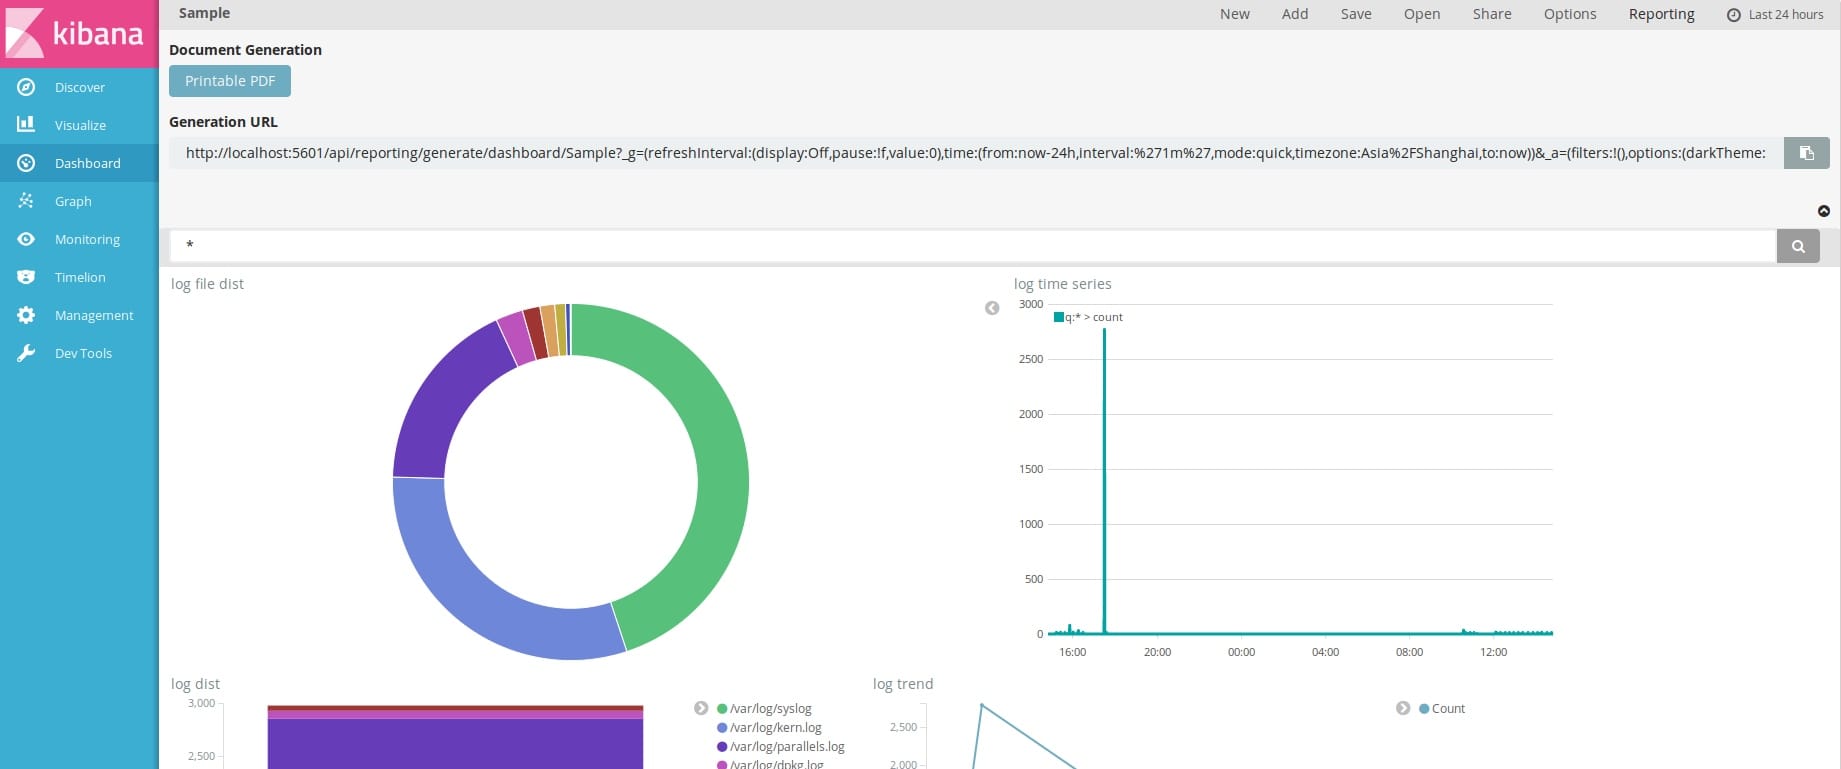 kibana
Discover
Visualize
Dashboard
Graph
Monitoring
Timelion
Management
Dev Tools
Sample
New Add Save Open Share Options Reporting Last 24 hours
Document Generation
Printable PDF
Generation URL
http://localhost:5601/api/reporting/generate/dashboard/Sample?_g=(refreshInterval:(display:Off,pause:!f,value:0),time:(from:now-24h,interval:%271m%27,mode:quick,timezone:Asia%2FShanghai,to:now))&_a=(filters:!(),options:(darkTheme:
*
log file dist
log time series
q:* > count
3000
2500
2000
1500
1000
500
0
16:00 20:00 00:00 04:00 08:00 12:00
log dist
3,000
2,500
/var/log/syslog
/var/log/kern.log
/var/log/parallels.log
/var/log/dpkg.log
log trend
2,500
2,000
Count